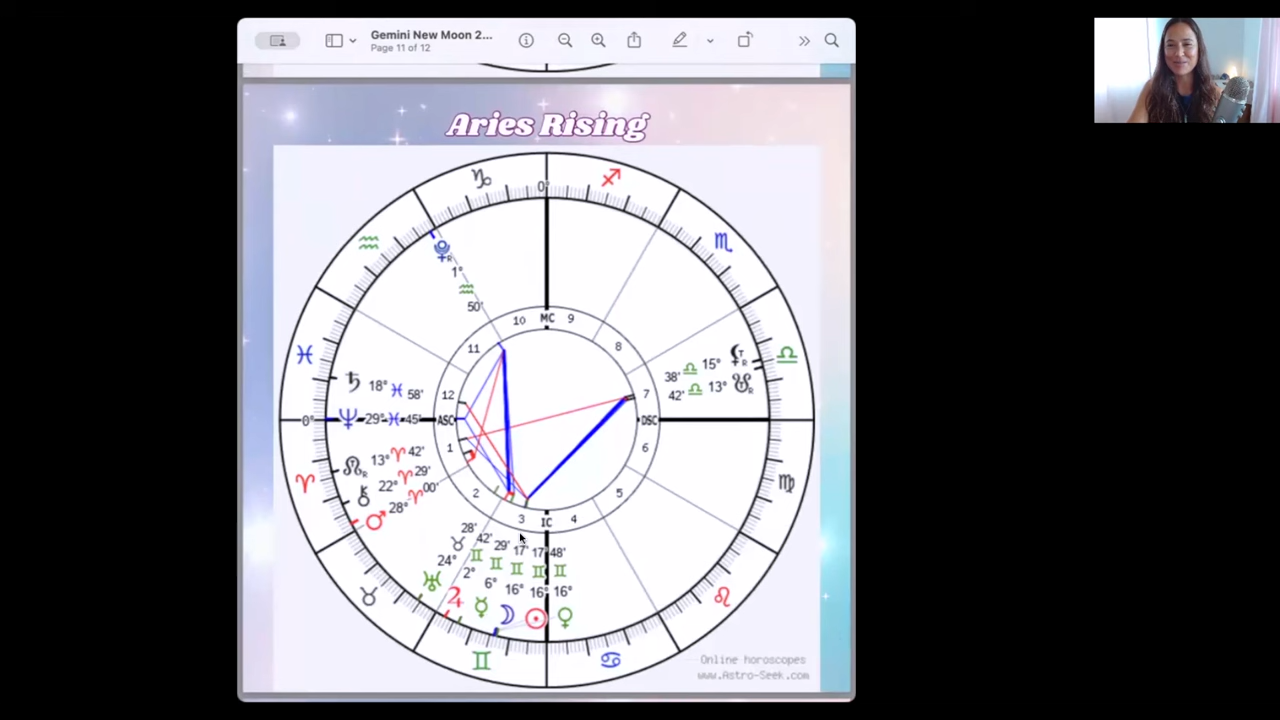 Gemini New Moon 2...
Page 11 of 12
Aries Rising
0°
R
1°
50'
10 MC 9
11
8
12
7
ASC
DSC
1
6
2
5
3 IC 4
18° 58'
0°
29° 45'
R 13° 42'
22° 29'
28° 00'
15° R
38'
13° R
42'
28'
42'
29'
17'
17'
48'
24°
2°
6°
16°
16°
16°
Online horoscopes
www.Astro-Seek.com